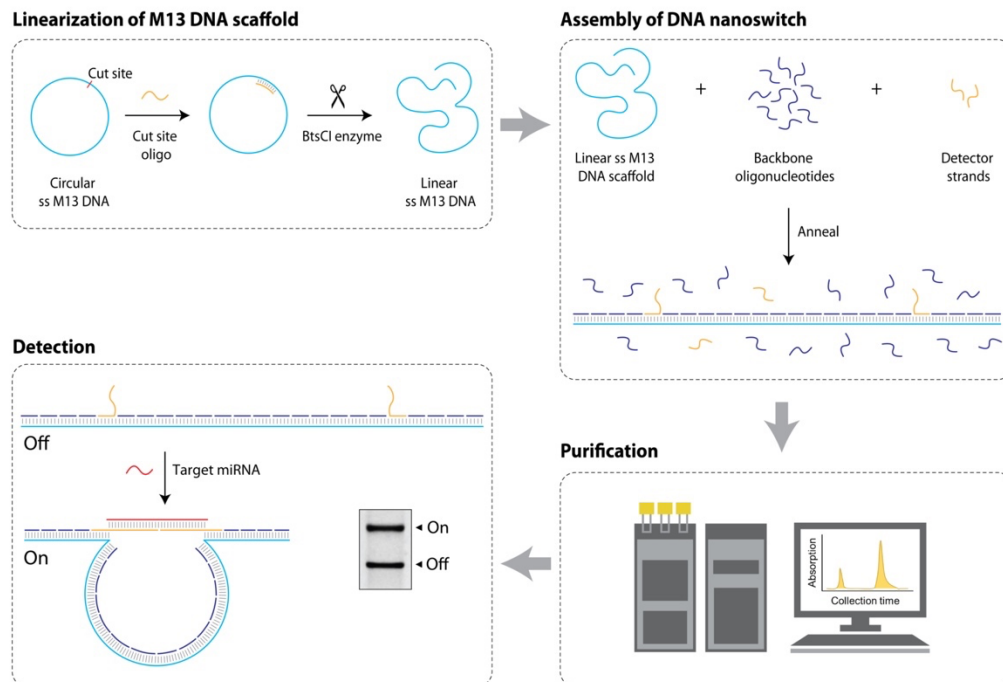 Linearization of M13 DNA scaffold
Cut site
Cut site
oligo
BtsCI enzyme
Circular
ss M13 DNA
Linear
ss M13 DNA
Assembly of DNA nanoswitch
+
+
Linear ss M13
DNA scaffold
Backbone
oligonucleotides
Detector
strands
Anneal
Detection
Off
Target miRNA
On
On
Off
Purification
Absorption
Collection time